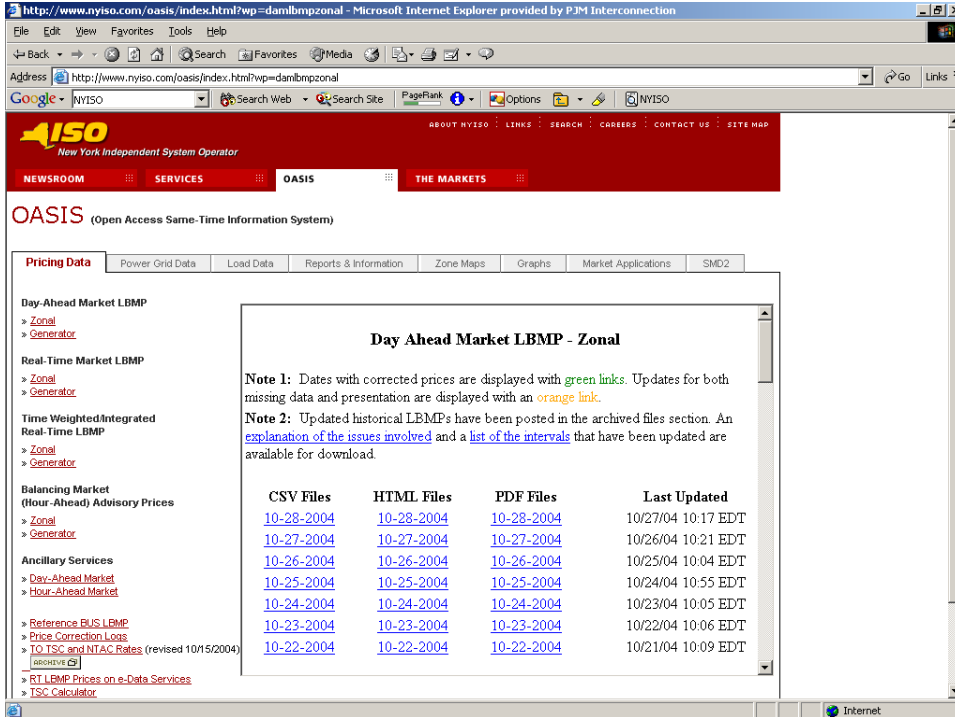 http://www.nyiso.com/oasis/index.html?wp=damlbmpzonal - Microsoft Internet Explorer provided by PJM Interconnection
File Edit View Favorites Tools Help
Back Search Favorites Media
Address http://www.nyiso.com/oasis/index.html?wp=damlbmpzonal Go Links
Google NYISO Search Web Search Site PageRank Options NYISO
ABOUT NYISO LINKS SEARCH CAREERS CONTACT US SITE MAP
ISO
New York Independent System Operator
NEWSROOM SERVICES OASIS THE MARKETS
OASIS (Open Access Same-Time Information System)
Pricing Data Power Grid Data Load Data Reports & Information Zone Maps Graphs Market Applications SMD2
Day-Ahead Market LBMP
» Zonal
» Generator
Real-Time Market LBMP
» Zonal
» Generator
Time Weighted/Integrated
Real-Time LBMP
» Zonal
» Generator
Balancing Market
(Hour-Ahead) Advisory Prices
» Zonal
» Generator
Ancillary Services
» Day-Ahead Market
» Hour-Ahead Market
» Reference BUS LBMP
» Price Correction Logs
» TO TSC and NTAC Rates (revised 10/15/2004)
ARCHIVE
» RT LBMP Prices on e-Data Services
» TSC Calculator
Day Ahead Market LBMP - Zonal
Note 1: Dates with corrected prices are displayed with green links. Updates for both
missing data and presentation are displayed with an orange link.
Note 2: Updated historical LBMPs have been posted in the archived files section. An
explanation of the issues involved and a list of the intervals that have been updated are
available for download.
CSV Files HTML Files PDF Files Last Updated
10-28-2004 10-28-2004 10-28-2004 10/27/04 10:17 EDT
10-27-2004 10-27-2004 10-27-2004 10/26/04 10:21 EDT
10-26-2004 10-26-2004 10-26-2004 10/25/04 10:04 EDT
10-25-2004 10-25-2004 10-25-2004 10/24/04 10:55 EDT
10-24-2004 10-24-2004 10-24-2004 10/23/04 10:05 EDT
10-23-2004 10-23-2004 10-23-2004 10/22/04 10:06 EDT
10-22-2004 10-22-2004 10-22-2004 10/21/04 10:09 EDT
Internet